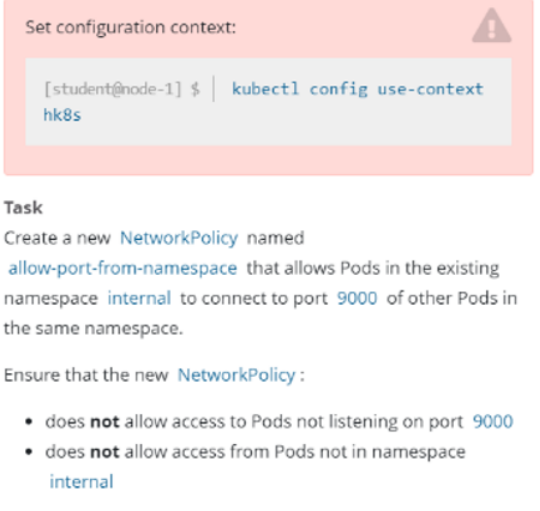 Set configuration context:
[student@node-1] $ | kubectl config use-context
hk8s
Task
Create a new NetworkPolicy named
allow-port-from-namespace that allows Pods in the existing
namespace internal to connect to port 9000 of other Pods in
the same namespace.
Ensure that the new NetworkPolicy :
• does not allow access to Pods not listening on port 9000
• does not allow access from Pods not in namespace
internal